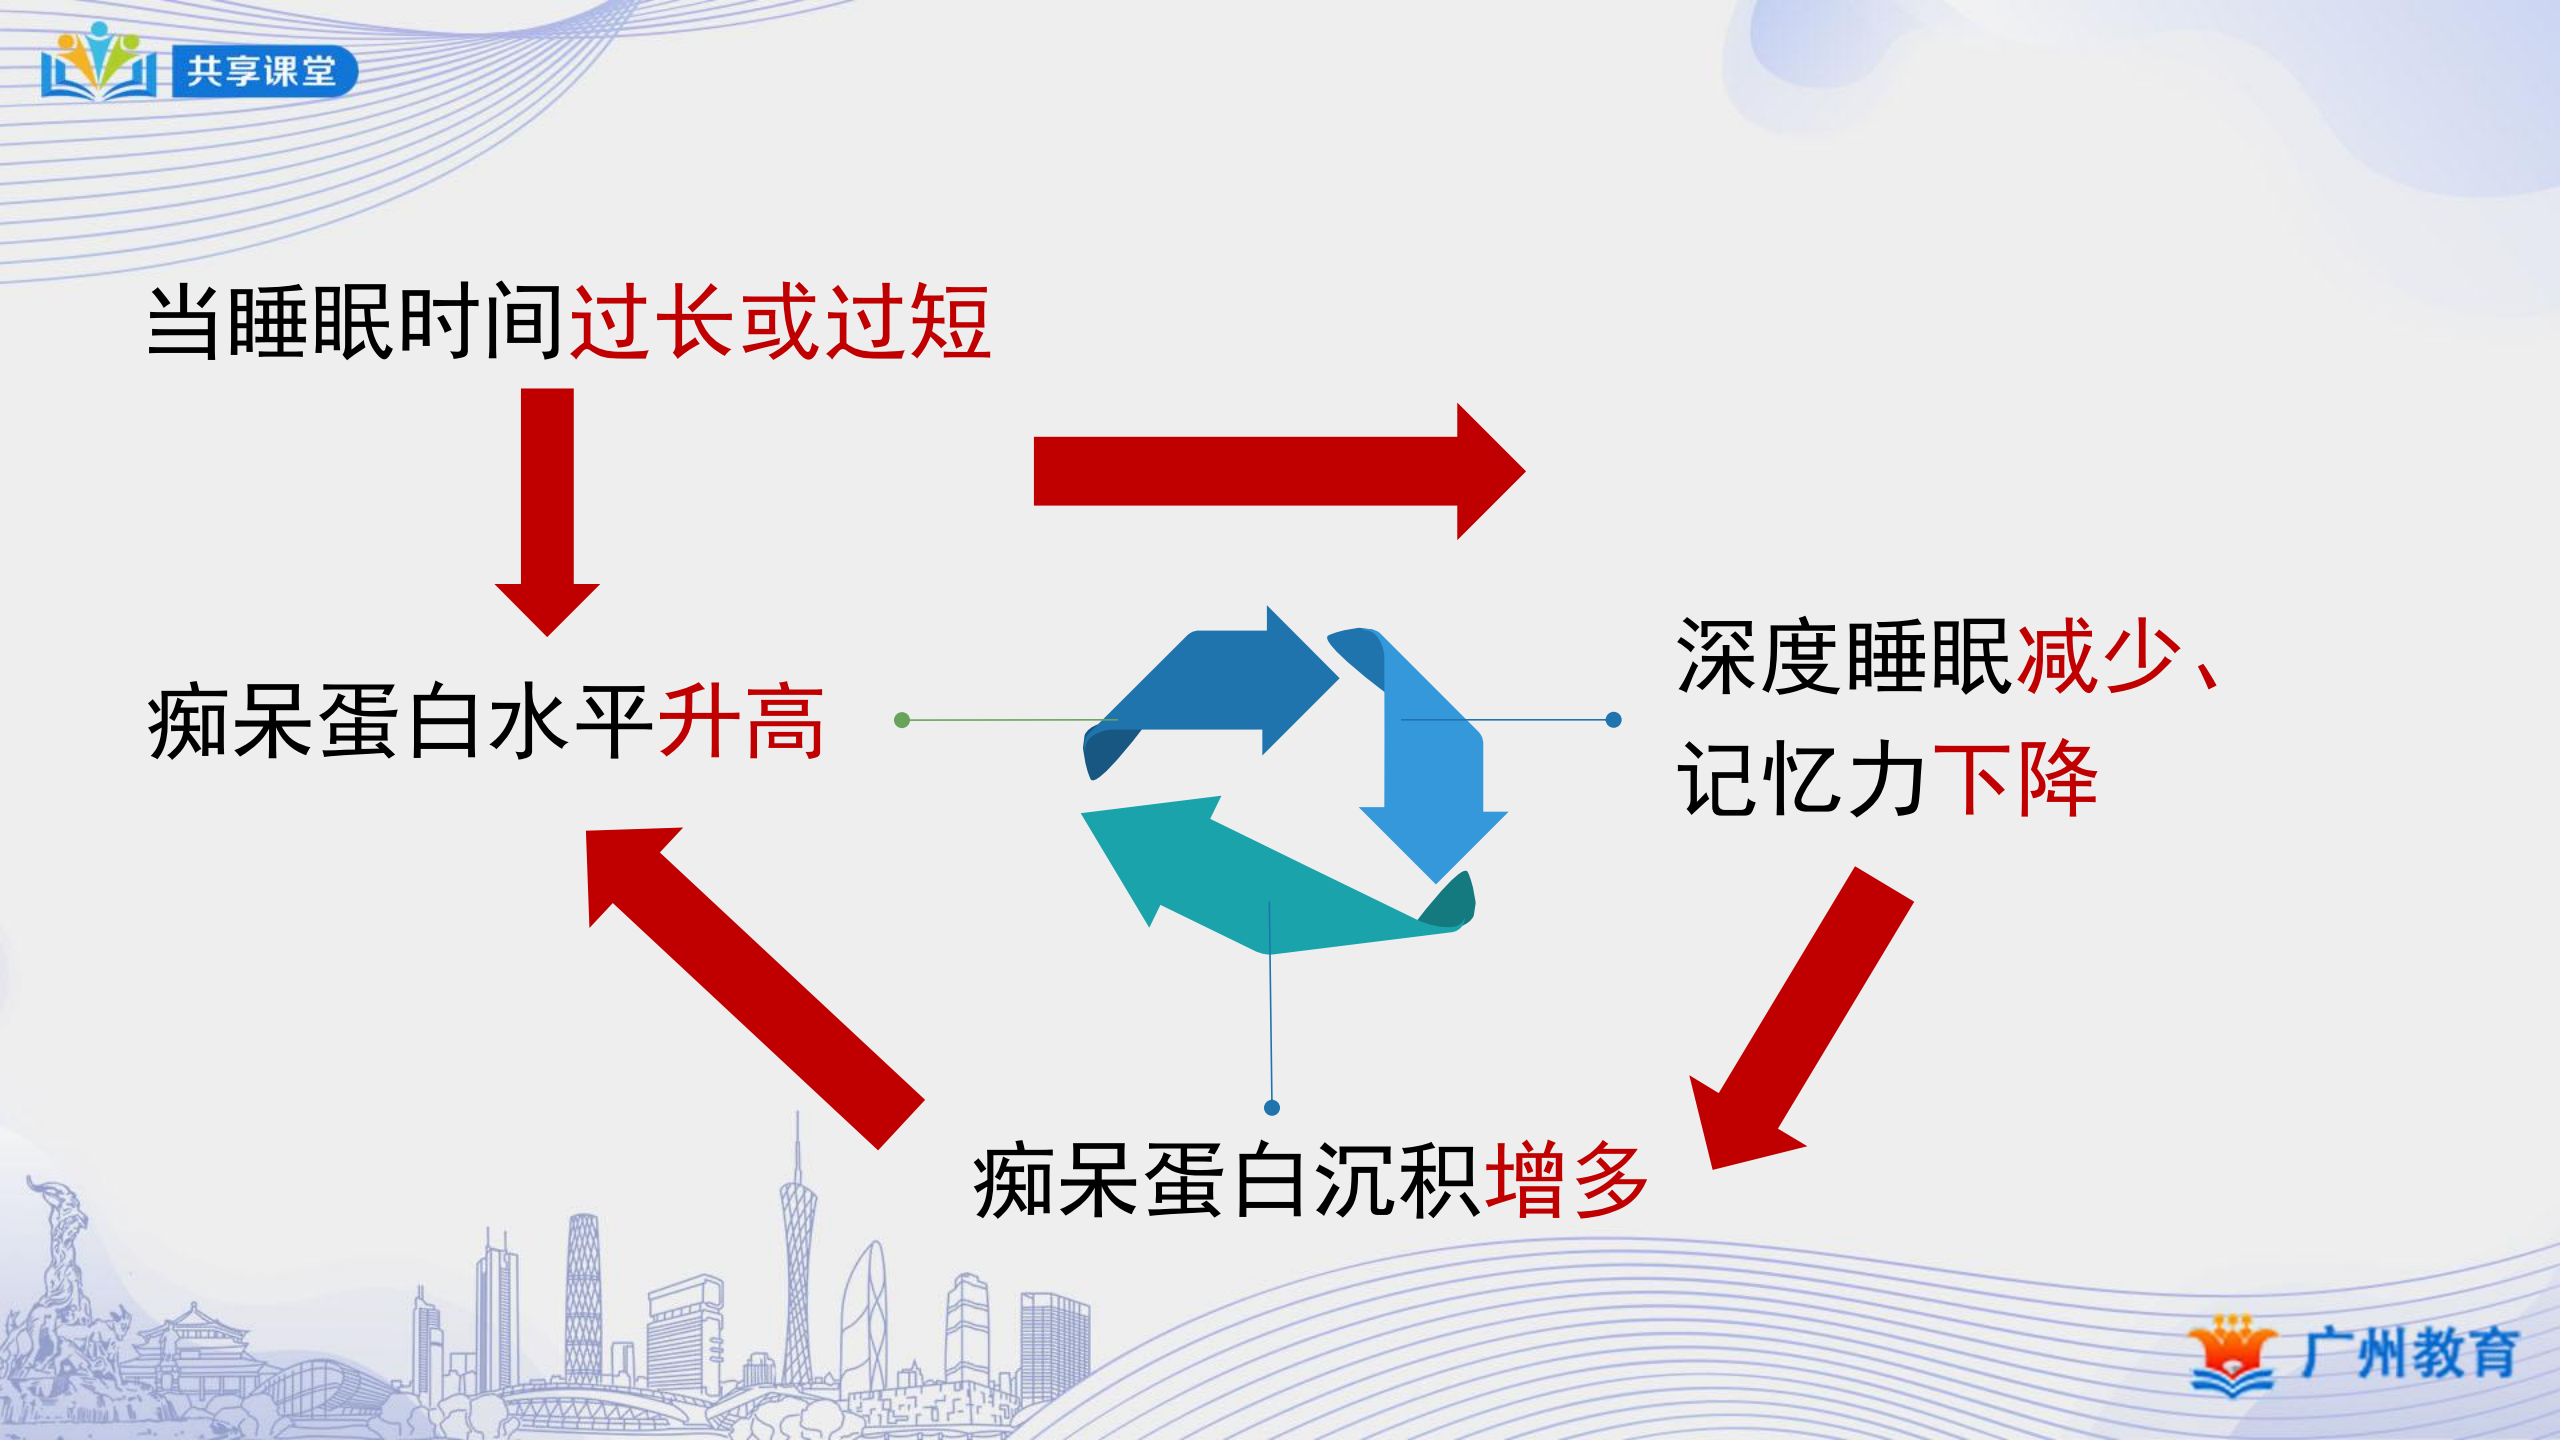 共享课堂
当睡眠时间过长或过短
深度睡眠减少、
记忆力下降
痴呆蛋白水平升高
痴呆蛋白沉积增多
广州教育